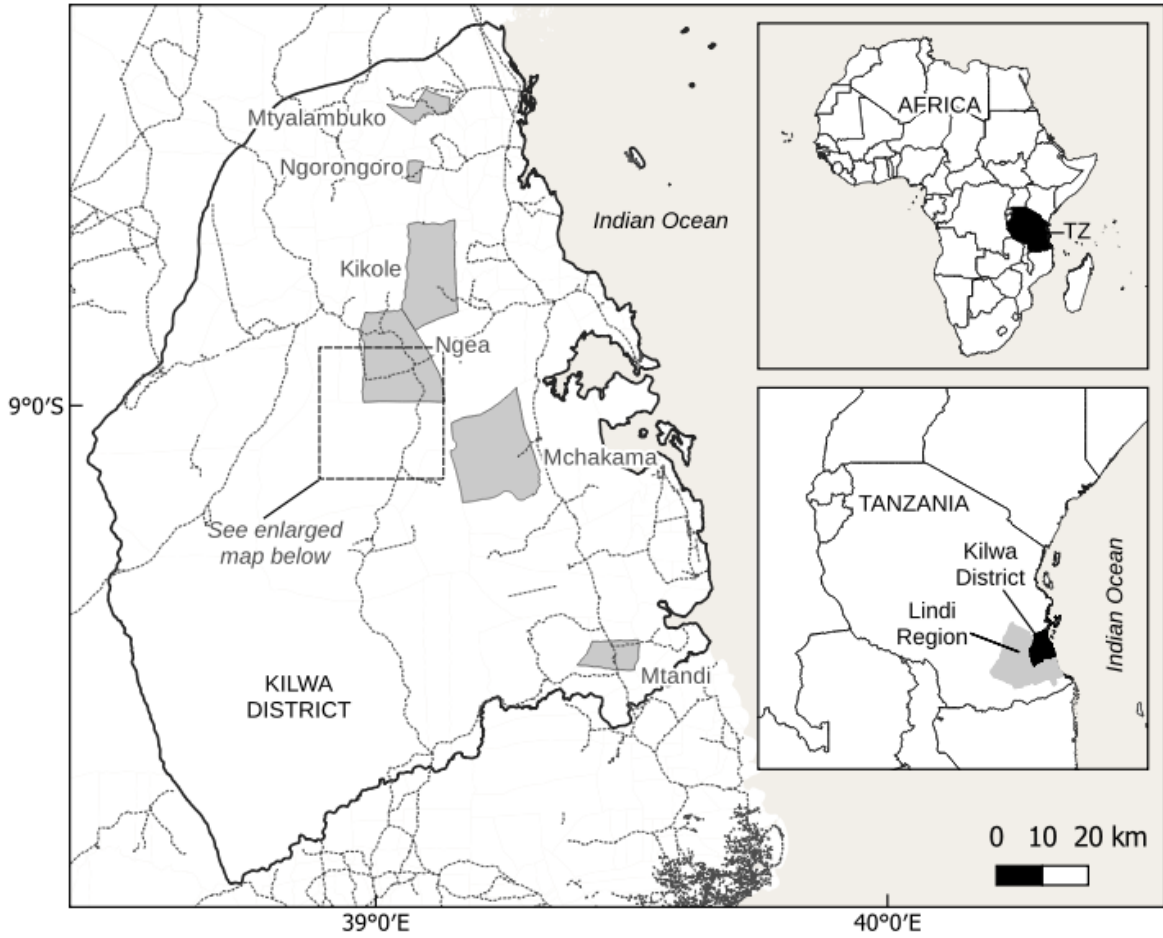 Mtyalambuko
Ngorongoro
Kikole
Ngea
9°0′S
Mchakama
See enlarged
map below
Mtandi
KILWA
DISTRICT
Indian Ocean
AFRICA
TZ
TANZANIA
Kilwa
District
Lindi
Region
Indian Ocean
0 10 20 km
39°0′E
40°0′E